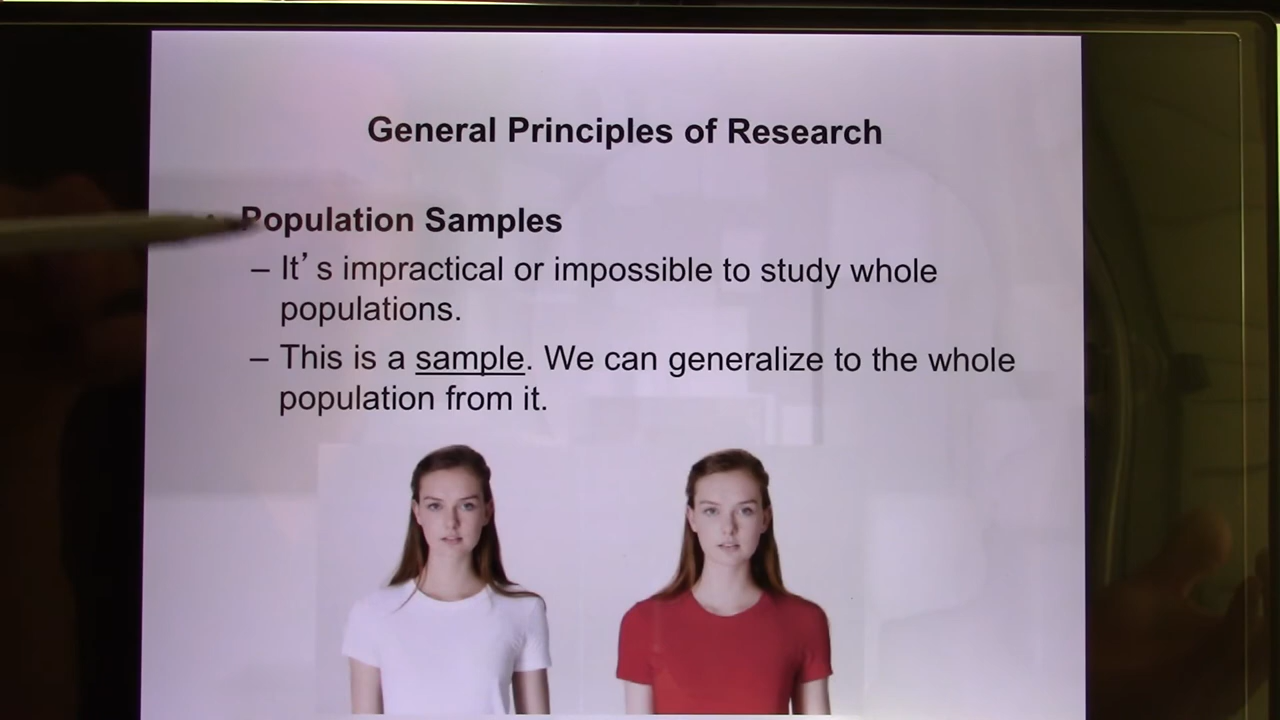 General Principles of Research
• Population Samples
– It's impractical or impossible to study whole
populations.
– This is a sample. We can generalize to the whole
population from it.